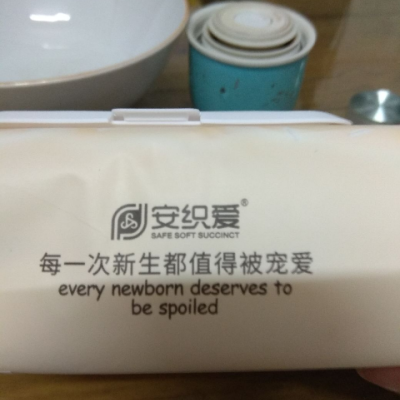 安织爱®
SAFE SOFT SUCCINCT
每一次新生都值得被宠爱
every newborn deserves to
be spoiled